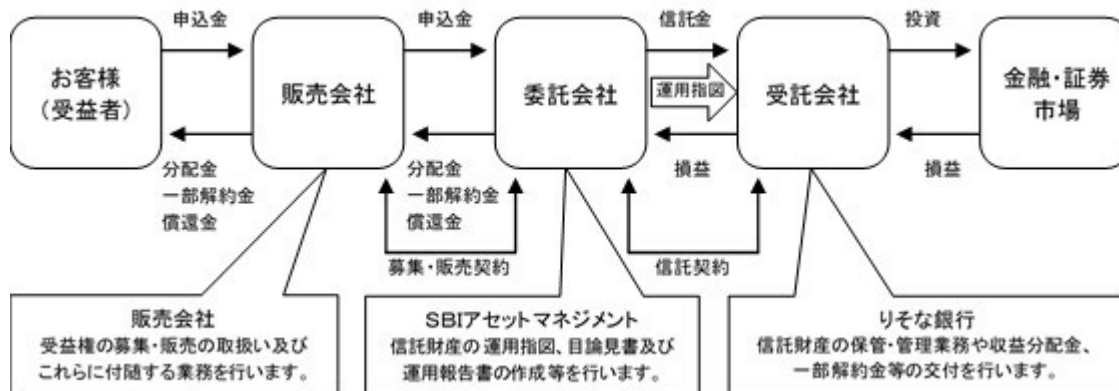 申込金
申込金
信託金
投資
お客様
（受益者）
販売会社
委託会社
運用指図
受託会社
金融・証券
市場
分配金
一部解約金
償還金
分配金
一部解約金
償還金
損益
損益
募集・販売契約
信託契約
販売会社
受益権の募集・販売の取扱い及び
これらに付随する業務を行います。
SBIアセットマネジメント
信託財産の運用指図、目論見書及び
運用報告書の作成等を行います。
りそな銀行
信託財産の保管・管理業務や収益分配金、
一部解約金等の交付を行います。